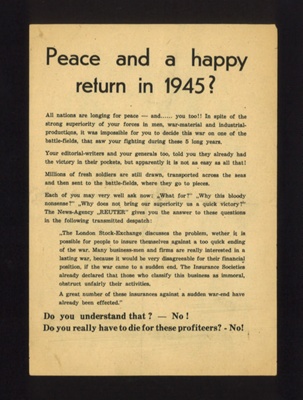 Peace and a happy
return in 1945?
All nations are longing for peace --- and..... you too!! In spite of the
strong superiority of your forces in men, war-material and industrial-
productions, it was impossible for you to decide this war on one of the
battle-fields, that saw your fighting during these 5 long years.
Your editorial-writers and your generals too, told you they already had
the victory in their pockets, but apparently it is not as easy as all that!
Millions of fresh soldiers are still drawn, transported across the seas
and then sent to the battle-fields, where they go to pieces.
Each of you may very well ask now: „What for?" „Why this bloody
nonsense?" „Why does not bring our superiority us a quick victory?"
The News-Agency „REUTER" gives you the answer to these questions
in the following transmitted despatch:
„The London Stock-Exchange discusses the problem, wether it is
possible for people to insure themselves against a too quick ending
of the war. Many business-men and firms are really interested in a
lasting war, because it would be very disagreable for their financial
position, if the war came to a sudden end. The Insurance Societies
already declared that those who classify this business as immoral,
obstruct unfairly their activities.
A great number of these insurances against a sudden war-end have
already been effected."
Do you understand that? — No!
Do you really have to die for these profiteers? - No!